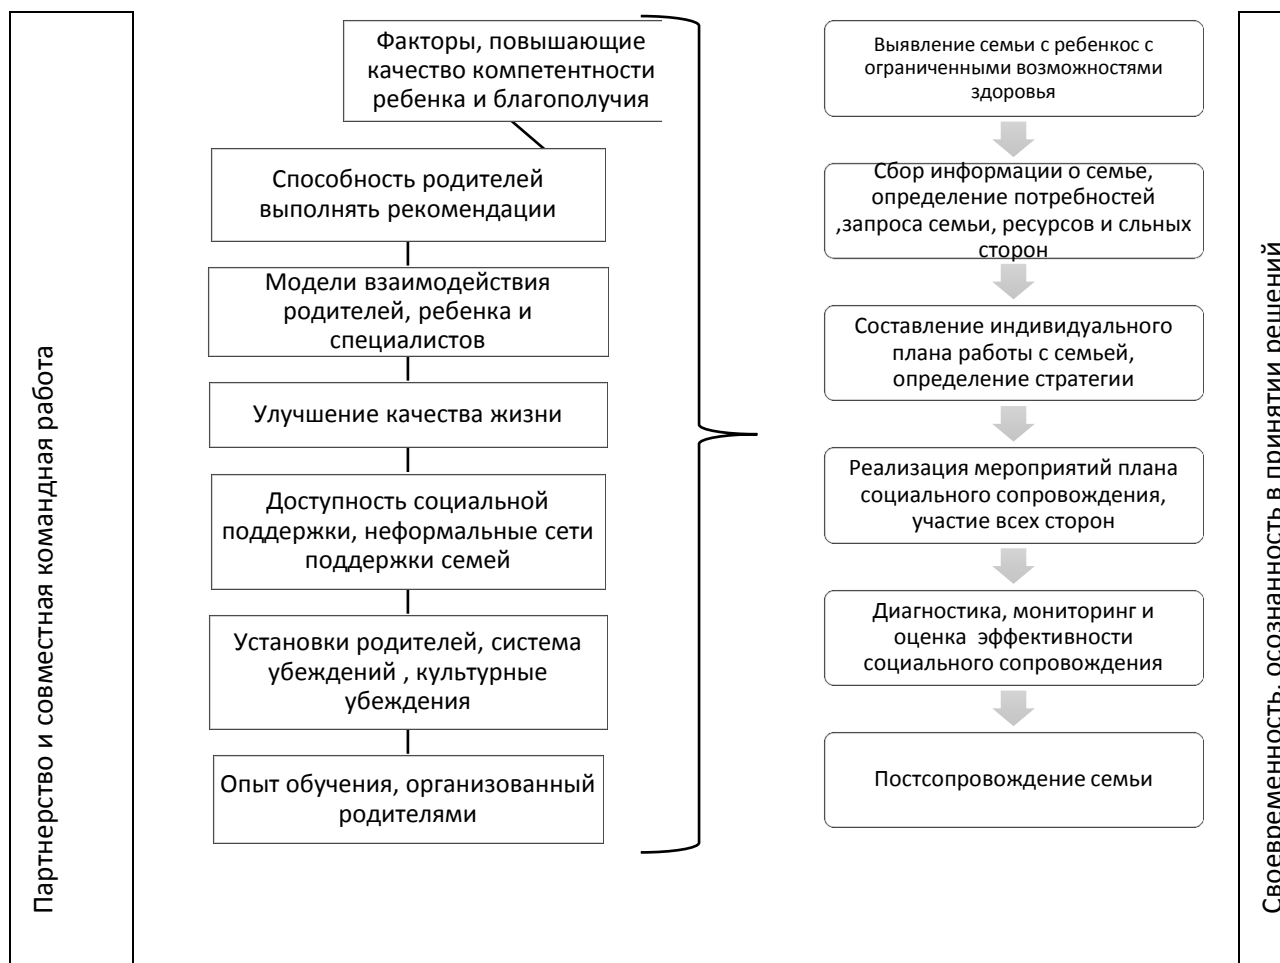 Партнерство и совместная командная работа
Факторы, повышающие
качество компетентности
ребенка и благополучия
Способность родителей
выполнять рекомендации
Модели взаимодействия
родителей, ребенка и
специалистов
Улучшение качества жизни
Доступность социальной
поддержки, неформальные сети
поддержки семей
Установки родителей, система
убеждений , культурные
убеждения
Опыт обучения, организованный
родителями
Выявление семьи с ребенкос с
ограниченными возможностями
здоровья
Сбор информации о семье,
определение потребностей
,запроса семьи, ресурсов и сльных
сторон
Составление индивидуального
плана работы с семьей,
определение стратегии
Реализация мероприятий плана
социального сопровождения,
участие всех сторон
Диагностика, мониторинг и
оценка  эффективности
социального сопровождения
Постсопровождение семьи
Своевременность, осознанность в принятии решений